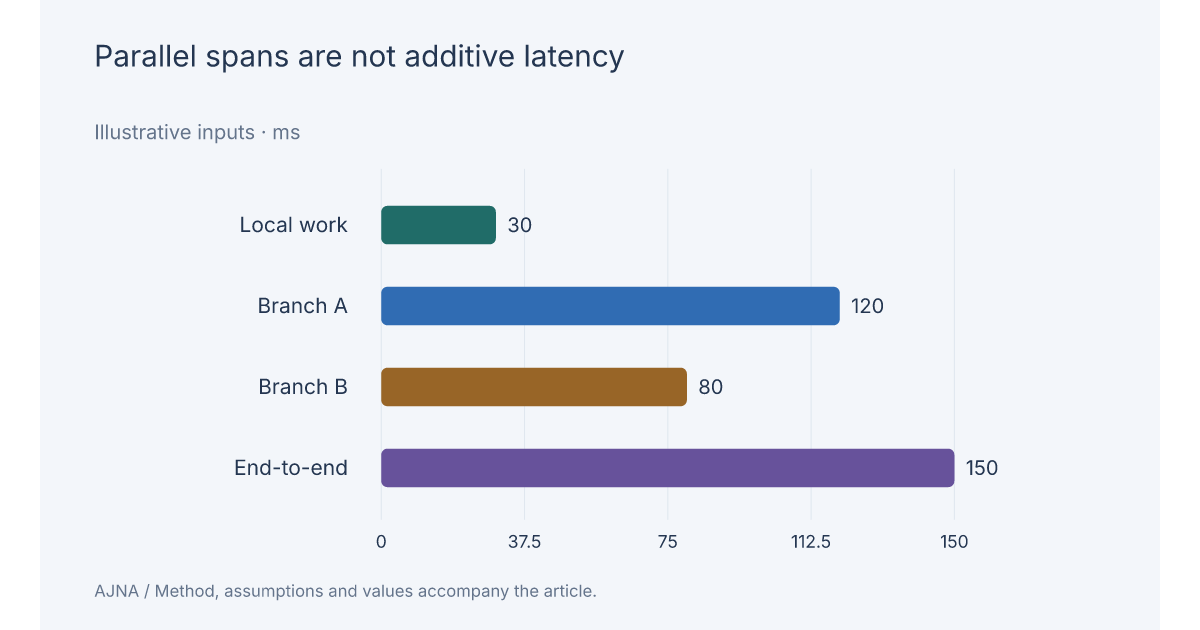 Parallel spans are not additive latency
Illustrative inputs · ms
Local work 30
Branch A 120
Branch B 80
End-to-end 150
0 37.5 75 112.5 150
AJNA / Method, assumptions and values accompany the article.